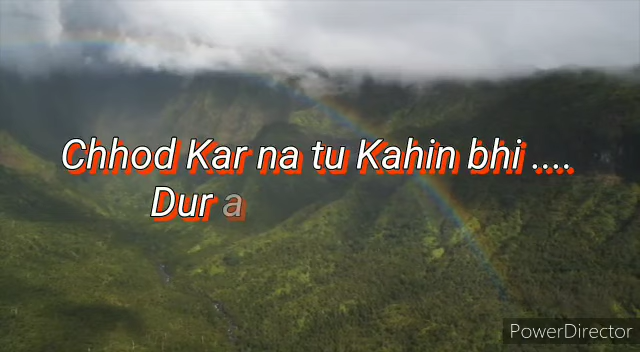 Chhod Kar na tu Kahin bhi ....
Dur a
PowerDirector